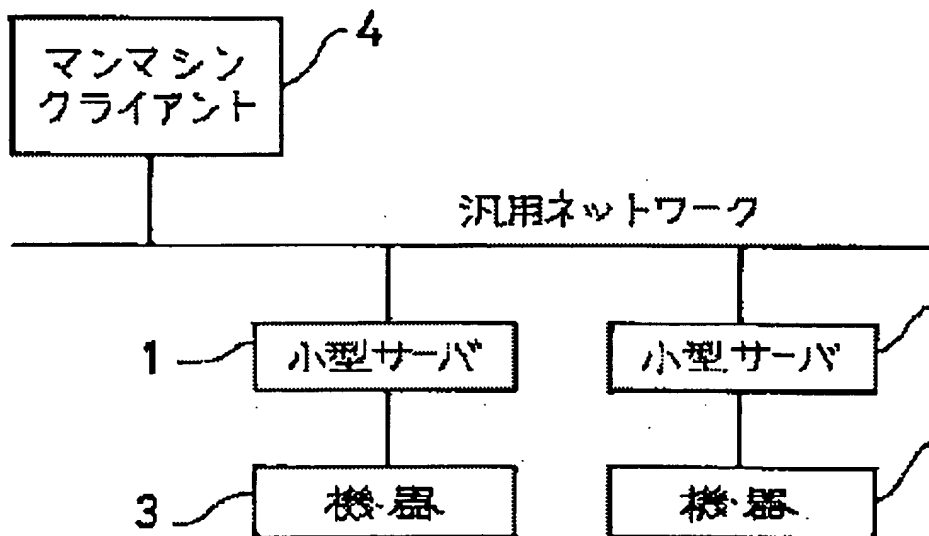 マンマシン
クライアント
4
汎用ネットワーク
1
小型サーバ
小型サーバ
3
機器
機器